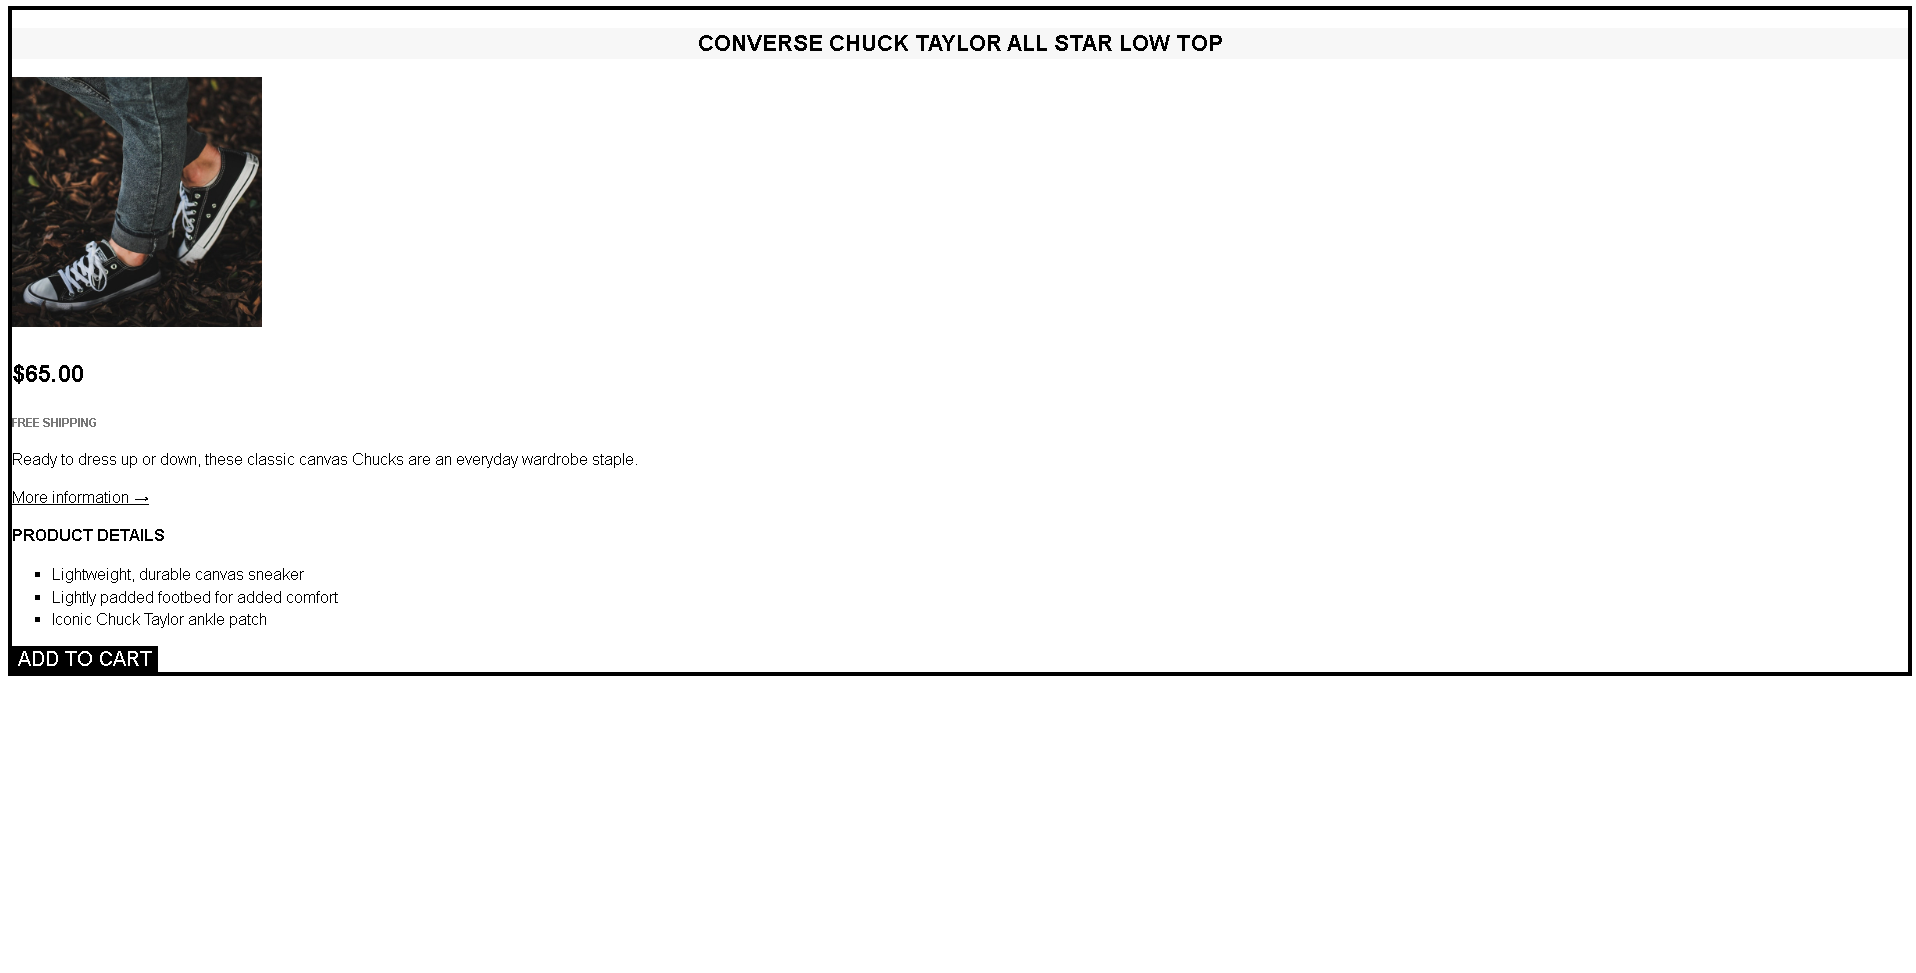 CONVERSE CHUCK TAYLOR ALL STAR LOW TOP
$65.00
FREE SHIPPING
Ready to dress up or down, these classic canvas Chucks are an everyday wardrobe staple.
More information →
PRODUCT DETAILS
Lightweight, durable canvas sneaker
Lightly padded footbed for added comfort
Iconic Chuck Taylor ankle patch
ADD TO CART